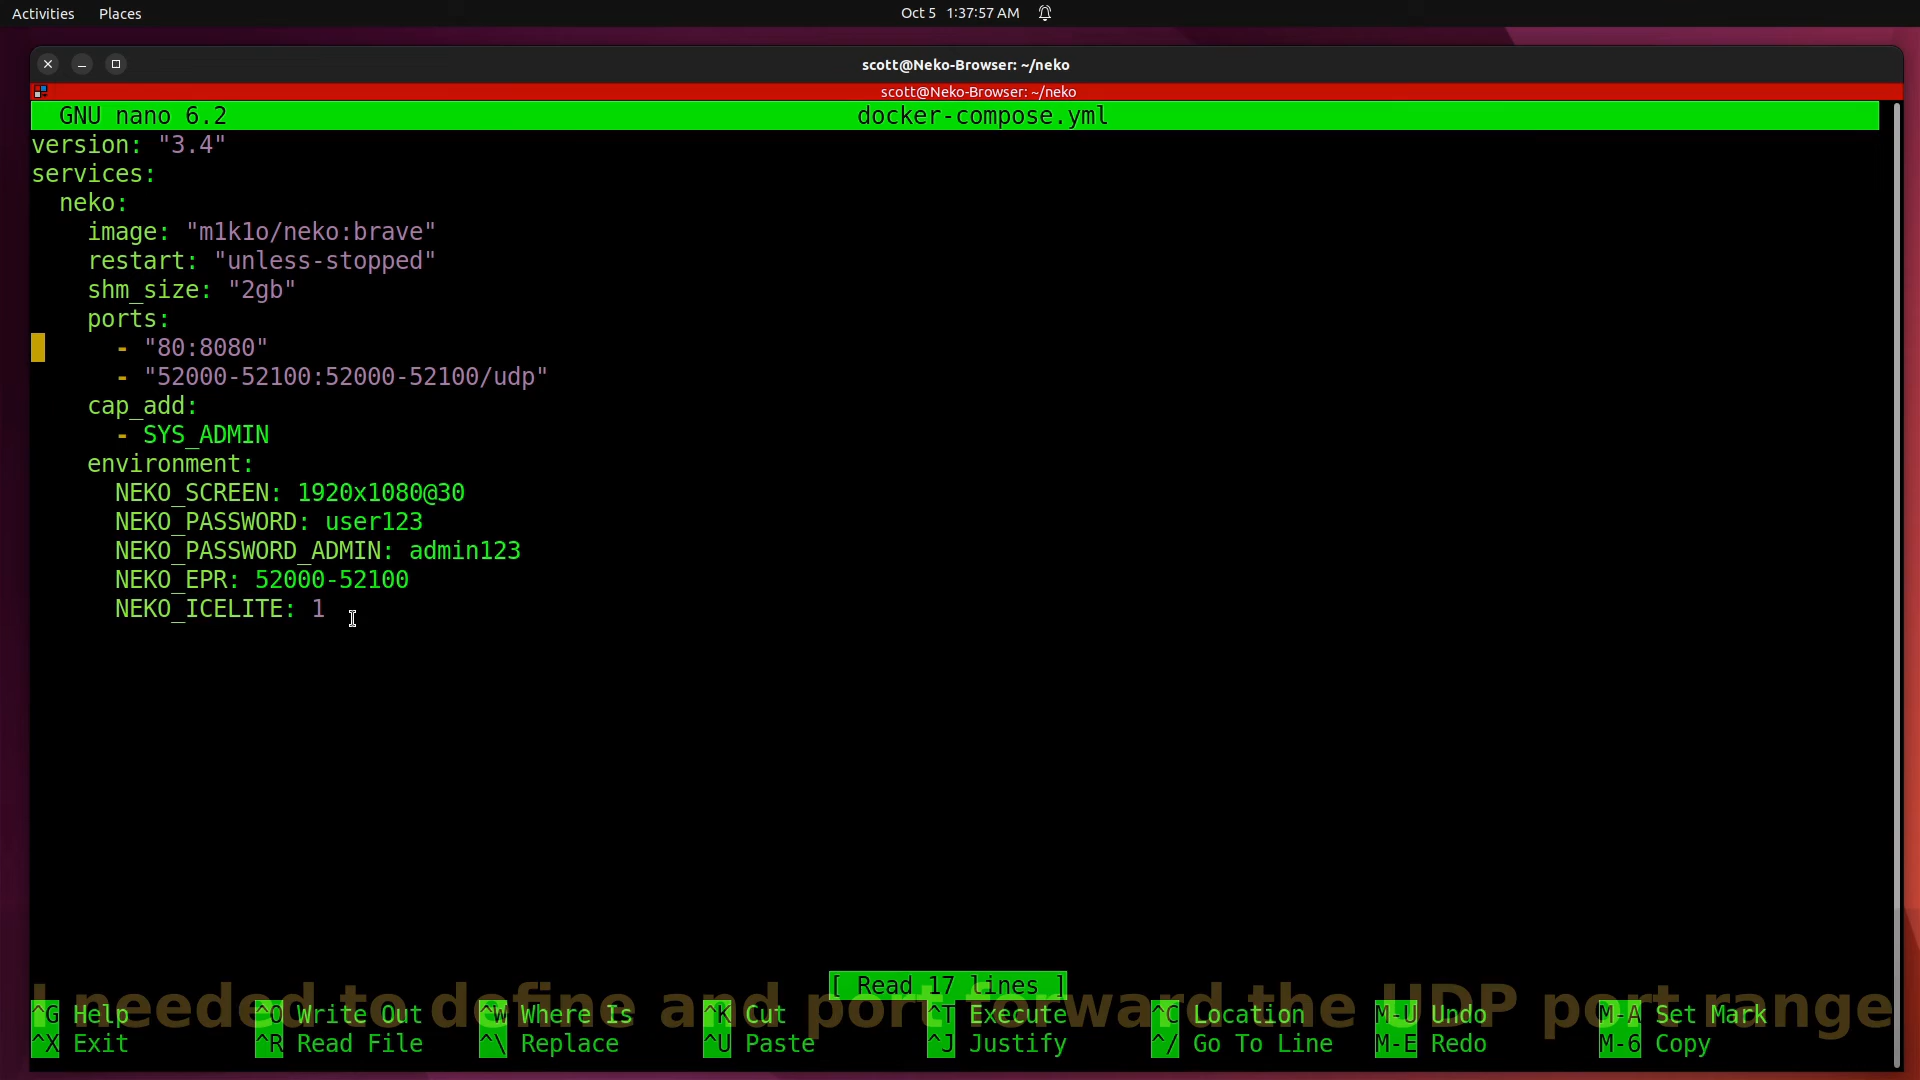 Activities Places Oct 5 1:37:57 AM
scott@Neko-Browser: ~/neko
scott@Neko-Browser: ~/neko
GNU nano 6.2 docker-compose.yml
version: "3.4"
services:
  neko:
    image: "m1k1o/neko:brave"
    restart: "unless-stopped"
    shm_size: "2gb"
    ports:
      - "80:8080"
      - "52000-52100:52000-52100/udp"
    cap_add:
      - SYS_ADMIN
    environment:
      NEKO_SCREEN: 1920x1080@30
      NEKO_PASSWORD: user123
      NEKO_PASSWORD_ADMIN: admin123
      NEKO_EPR: 52000-52100
      NEKO_ICELITE: 1
[ Read 17 lines ]
I needed to define and port forward the UDP port range
^G Help ^O Write Out ^W Where Is ^K Cut ^T Execute ^C Location M-U Undo M-A Set Mark
^X Exit ^R Read File ^\ Replace ^U Paste ^J Justify ^/ Go To Line M-E Redo M-6 Copy